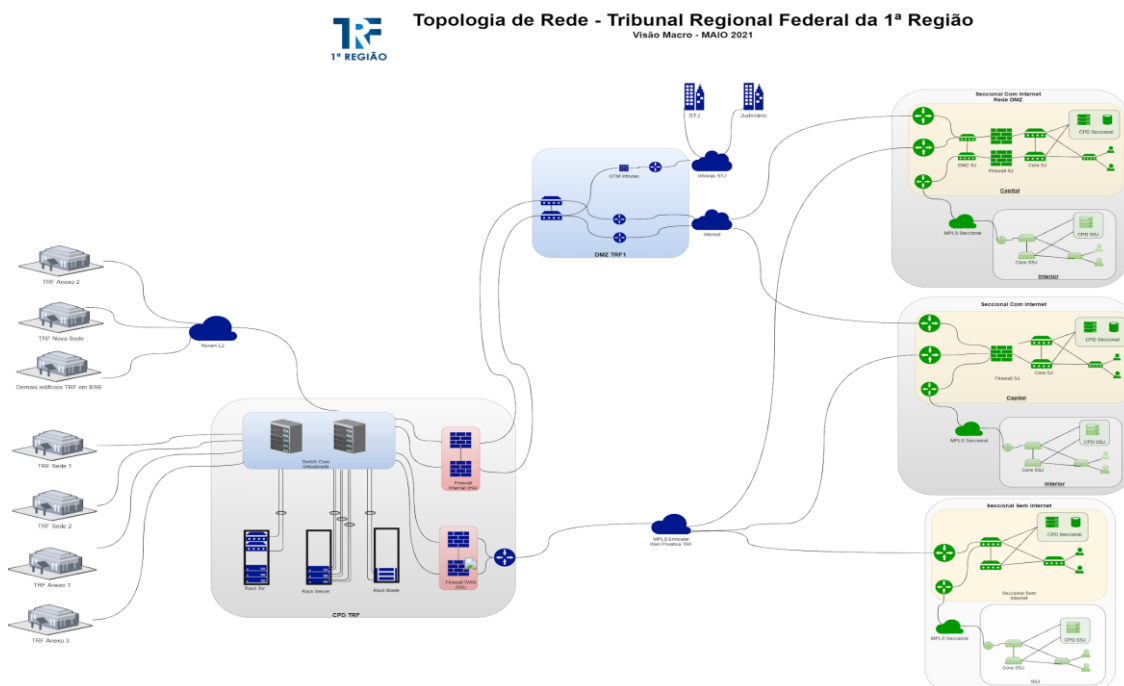 Topologia de Rede - Tribunal Regional Federal da 1ª Região
Visão Macro - MAIO 2021
TRF
1ª REGIÃO
STJ
Judiciário
Infovias STJ
UTM Infovias
Internet
DMZ TRF1
TRF Anexo 2
TRF Nova Sede
Demais edifícios TRF em BSB
TRF Sede 1
TRF Sede 2
TRF Anexo 1
TRF Anexo 3
Switch Core
Virtualizado
Firewall
Internet (HA)
Firewall WAN
Rack Tor
Rack Server
Rack Blade
CPD TRF
MPLS Embratel
Wan Privativa TRF
Seccional Com Internet
Rede DMZ
CPD Seccional
DMZ SJ
Firewall SJ
Core SJ
Capital
MPLS Seccional
CPD SSJ
Core SSJ
Interior
Seccional Com Internet
CPD Seccional
Firewall SJ
Core SJ
Capital
MPLS Seccional
CPD SSJ
Core SSJ
Interior
Seccional Sem Internet
CPD Seccional
Seccional Sem
Internet
MPLS Seccional
CPD SSJ
Core SSJ
SSJ